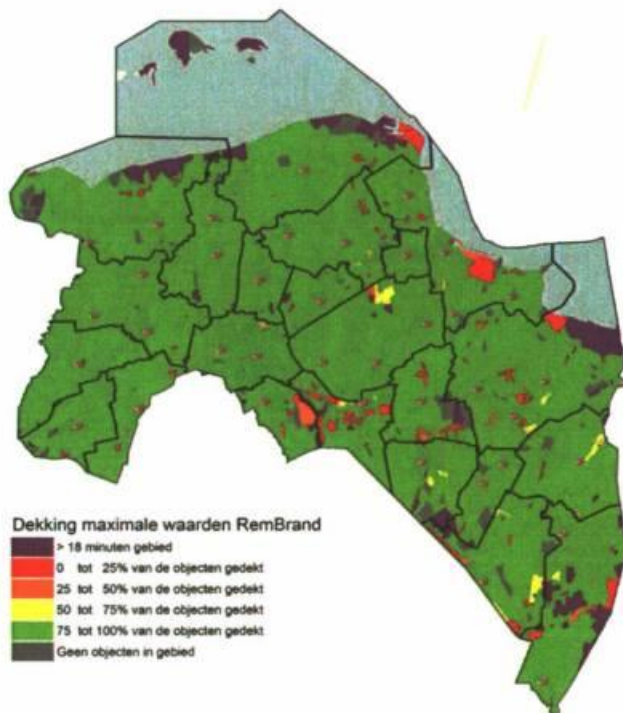 Dekking maximale waarden RemBrand
> 18 minuten gebied
0 tot 25% van de objecten gedekt
25 tot 50% van de objecten gedekt
50 tot 75% van de objecten gedekt
75 tot 100% van de objecten gedekt
Geen objecten in gebied